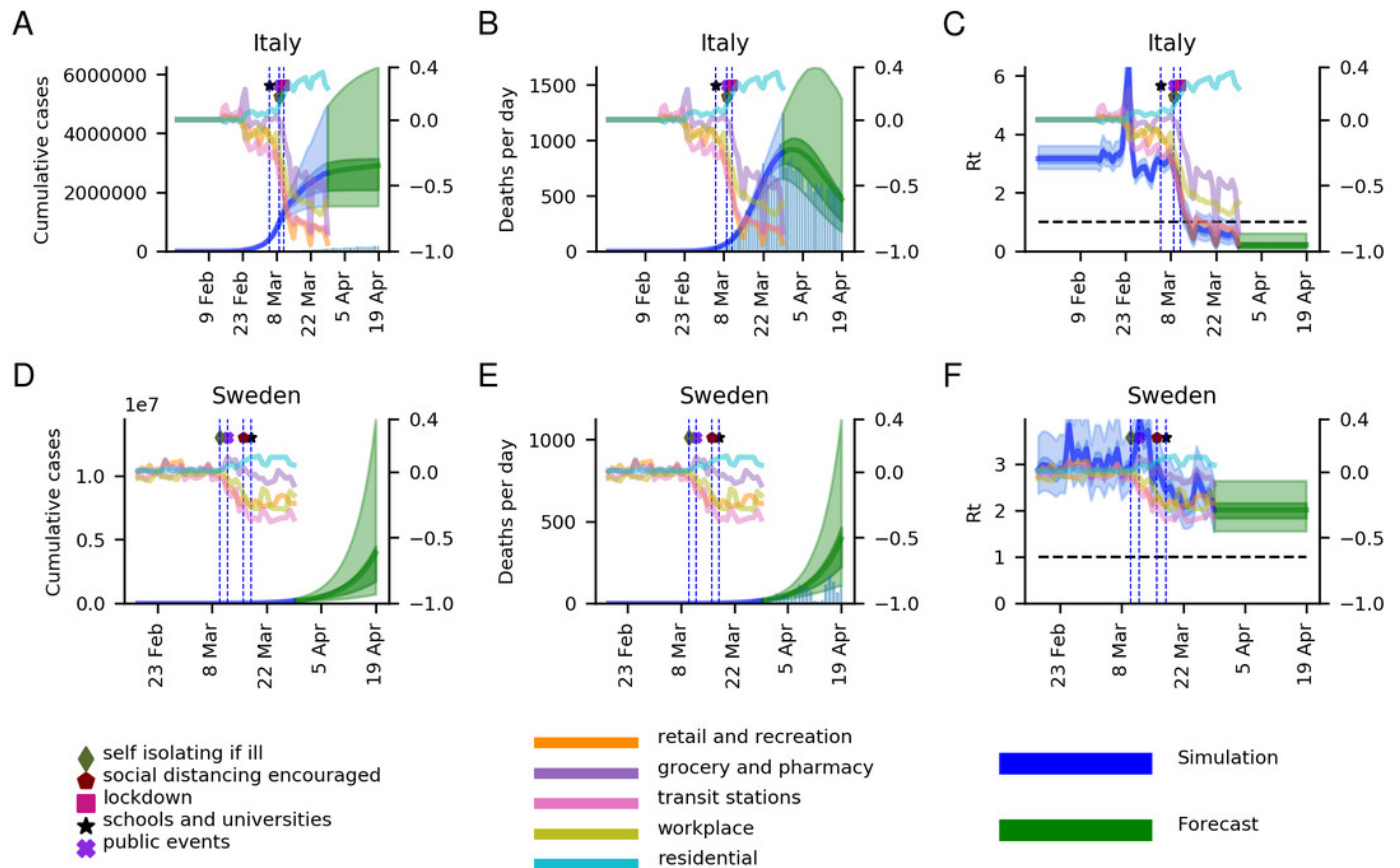 A
Italy
Cumulative cases
6000000
4000000
2000000
0
0.4
0.0
−0.5
−1.0
9 Feb
23 Feb
8 Mar
22 Mar
5 Apr
19 Apr
B
Italy
Deaths per day
1500
1000
500
0
0.4
0.0
−0.5
−1.0
9 Feb
23 Feb
8 Mar
22 Mar
5 Apr
19 Apr
C
Italy
Rt
6
4
2
0
0.4
0.0
−0.5
−1.0
9 Feb
23 Feb
8 Mar
22 Mar
5 Apr
19 Apr
D
Sweden
1e7
Cumulative cases
1.0
0.5
0.0
0.4
0.0
−0.5
−1.0
23 Feb
8 Mar
22 Mar
5 Apr
19 Apr
E
Sweden
Deaths per day
1000
500
0
0.4
0.0
−0.5
−1.0
23 Feb
8 Mar
22 Mar
5 Apr
19 Apr
F
Sweden
Rt
3
2
1
0
0.4
0.0
−0.5
−1.0
23 Feb
8 Mar
22 Mar
5 Apr
19 Apr
self isolating if ill
social distancing encouraged
lockdown
schools and universities
public events
retail and recreation
grocery and pharmacy
transit stations
workplace
residential
Simulation
Forecast